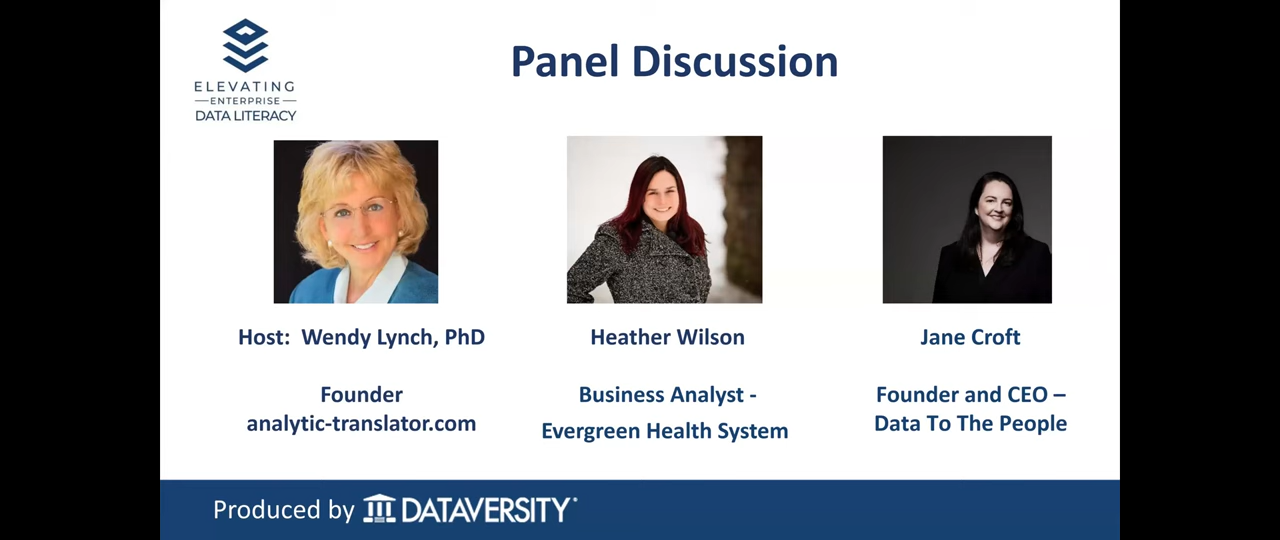 Panel Discussion
ELEVATING
ENTERPRISE
DATA LITERACY
Host: Wendy Lynch, PhD
Founder
analytic-translator.com
Heather Wilson
Business Analyst -
Evergreen Health System
Jane Croft
Founder and CEO –
Data To The People
Produced by DATAVERSITY